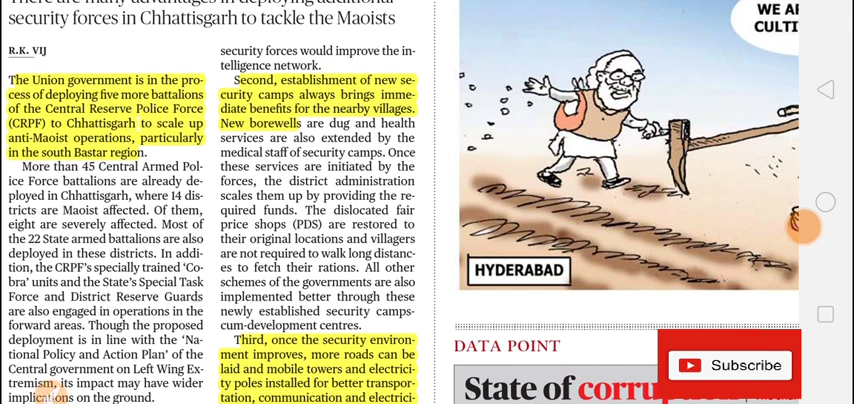 There are many advantages in deploying additional
security forces in Chhattisgarh to tackle the Maoists
R.K. VIJ
The Union government is in the pro-
cess of deploying five more battalions
of the Central Reserve Police Force
(CRPF) to Chhattisgarh to scale up
anti-Maoist operations, particularly
in the south Bastar region.
More than 45 Central Armed Pol-
ice Force battalions are already de-
ployed in Chhattisgarh, where 14 dis-
tricts are Maoist affected. Of them,
eight are severely affected. Most of
the 22 State armed battalions are also
deployed in these districts. In addi-
tion, the CRPF's specially trained 'Co-
bra' units and the State's Special Task
Force and District Reserve Guards
are also engaged in operations in the
forward areas. Though the proposed
deployment is in line with the 'Na-
tional Policy and Action Plan' of the
Central government on Left Wing Ex-
tremism, its impact may have wider
implications on the ground.
security forces would improve the in-
telligence network.
Second, establishment of new se-
curity camps always brings imme-
diate benefits for the nearby villages.
New borewells are dug and health
services are also extended by the
medical staff of security camps. Once
these services are initiated by the
forces, the district administration
scales them up by providing the re-
quired funds. The dislocated fair
price shops (PDS) are restored to
their original locations and villagers
are not required to walk long distanc-
es to fetch their rations. All other
schemes of the governments are also
implemented better through these
newly established security camps-
cum-development centres.
Third, once the security environ-
ment improves, more roads can be
laid and mobile towers and electrici-
ty poles installed for better transpor-
tation, communication and electrici-
WE
CULTI
HYDERABAD
DATA POINT
State of
Subscribe